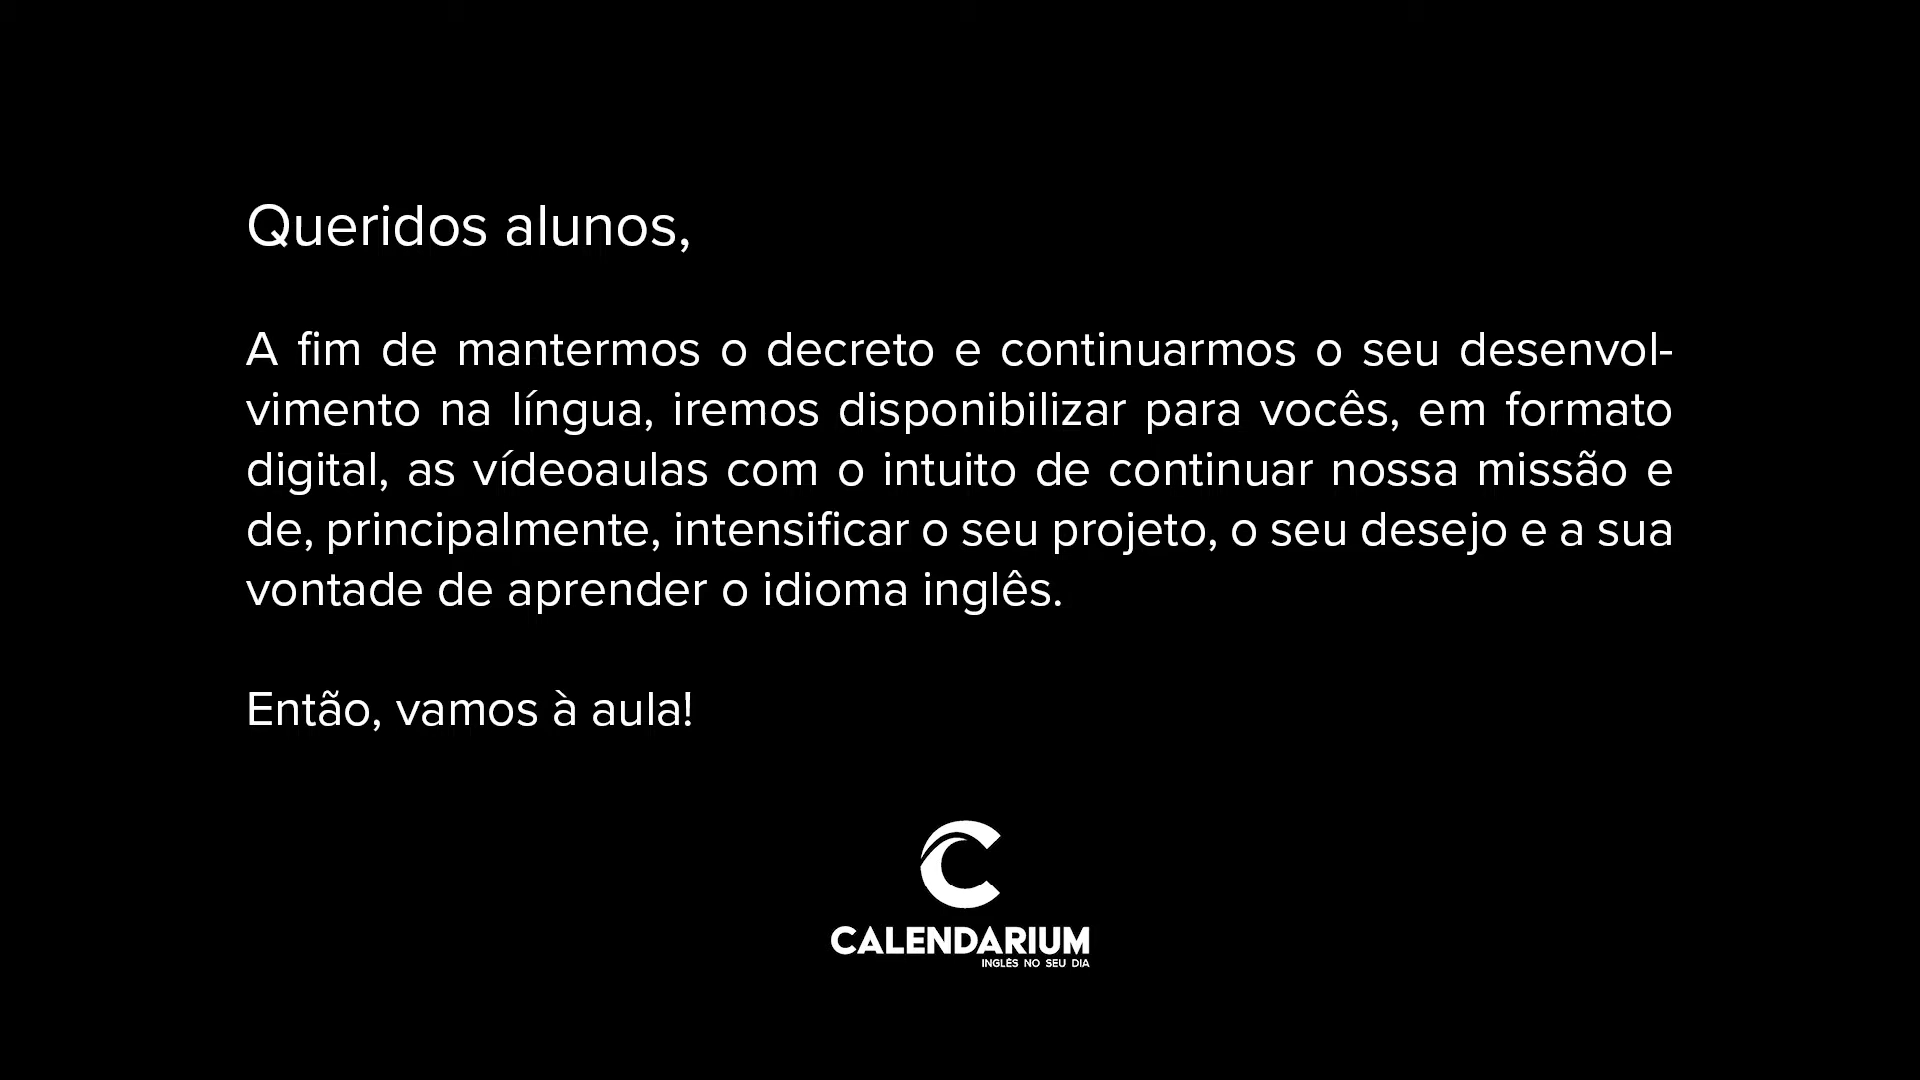 Queridos alunos,
A fim de mantermos o decreto e continuarmos o seu desenvol-
vimento na língua, iremos disponibilizar para vocês, em formato
digital, as vídeoaulas com o intuito de continuar nossa missão e
de, principalmente, intensificar o seu projeto, o seu desejo e a sua
vontade de aprender o idioma inglês.
Então, vamos à aula!
CALENDARIUM
INGLÊS NO SEU DIA